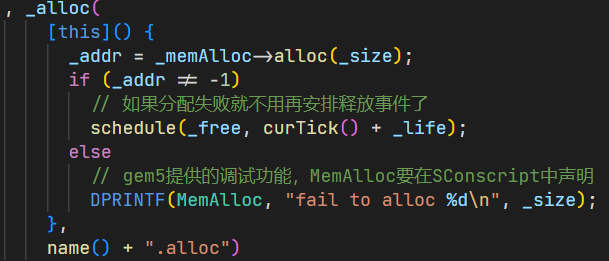 , _alloc(
[this]() {
_addr = _memAlloc->alloc(_size);
if (_addr != -1)
// 如果分配失败就不用再安排释放事件了
schedule(_free, curTick() + _life);
else
// gem5提供的调试功能，MemAlloc要在SConscript中声明
DPRINTF(MemAlloc, "fail to alloc %d\n", _size);
},
name() + ".alloc")